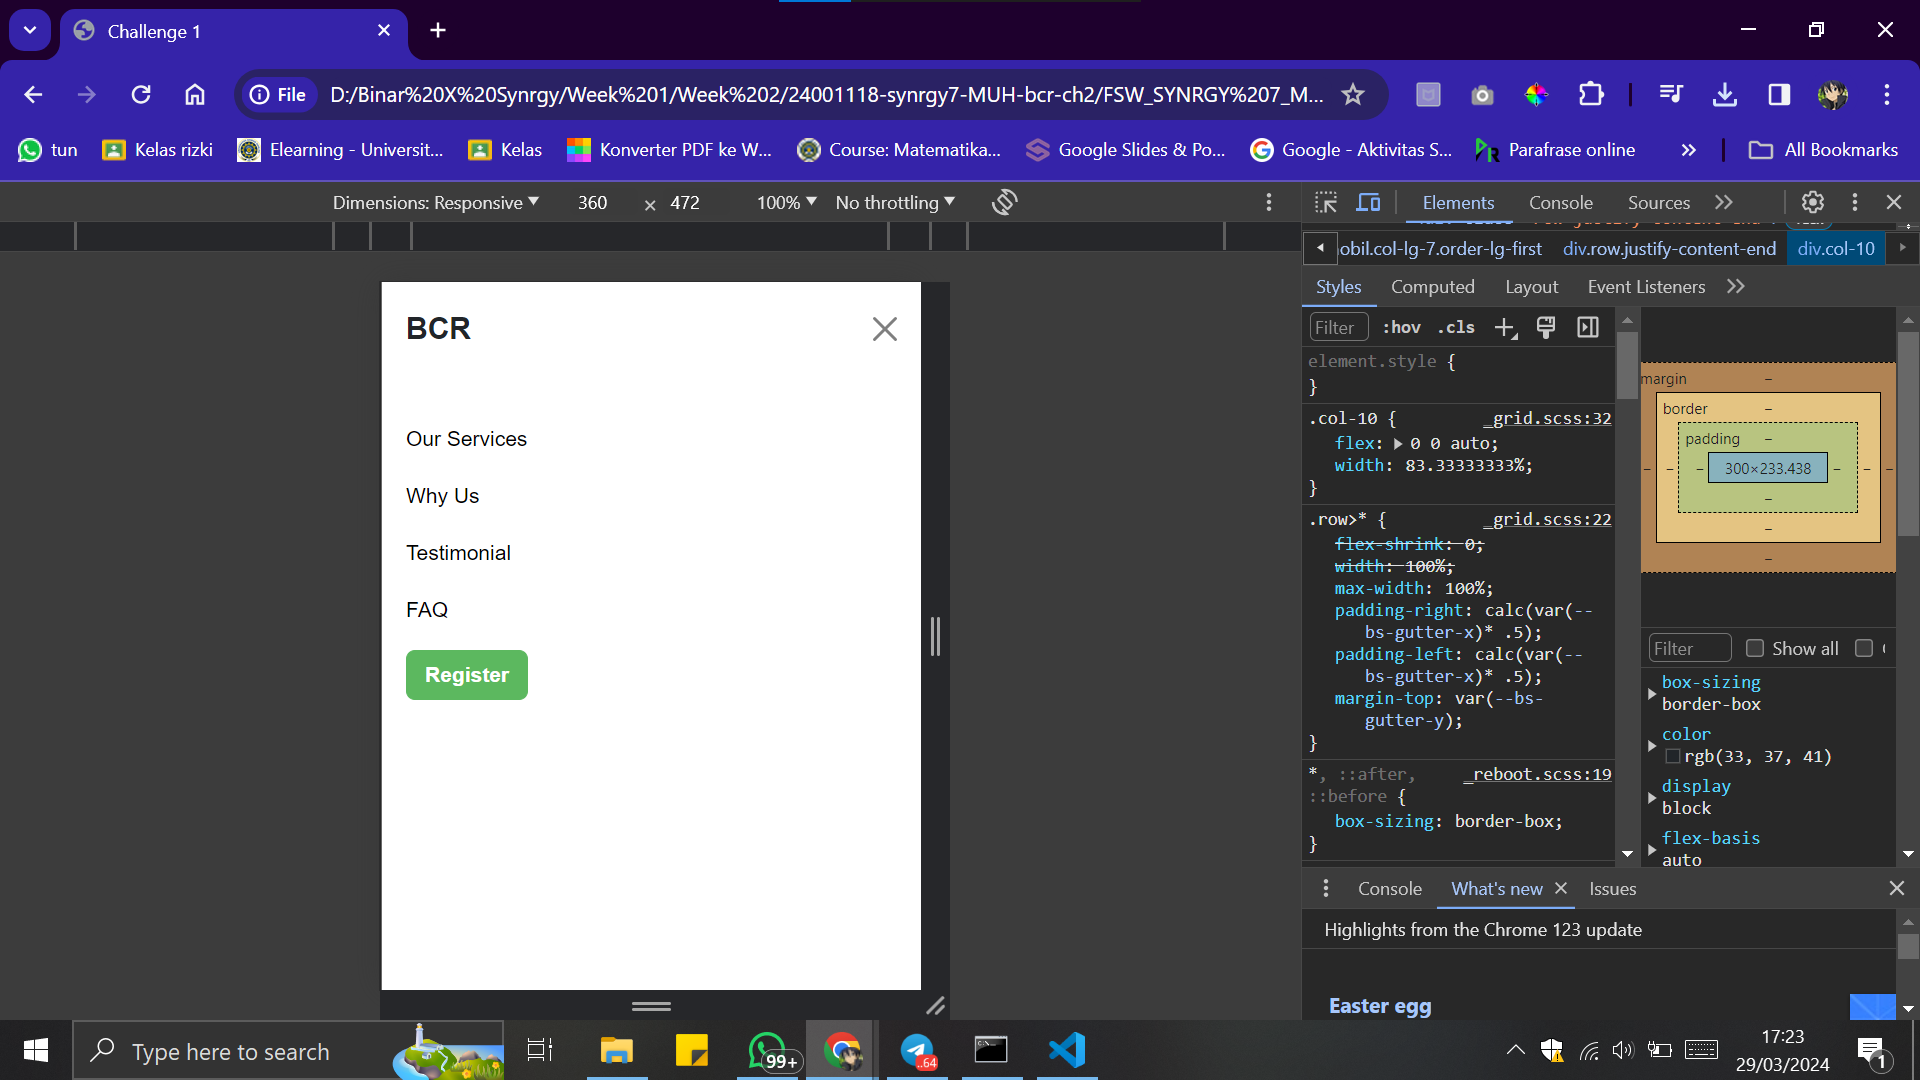 Challenge 1
File
D:/Binar%20X%20Synrgy/Week%201/Week%202/24001118-synrgy7-MUH-bcr-ch2/FSW_SYNRGY%207_M...
tun
Kelas rizki
Elearning - Universit...
Kelas
Konverter PDF ke W...
Course: Matematika...
Google Slides & Po...
Google - Aktivitas S...
Parafrase online
»
All Bookmarks
Dimensions: Responsive
360
×
472
100%
No throttling
Elements
Console
Sources
obil.col-lg-7.order-lg-first
div.row.justify-content-end
div.col-10
Styles
Computed
Layout
Event Listeners
Filter
:hov
.cls
element.style {
}
.col-10 {
_grid.scss:32
flex: 0 0 auto;
width: 83.33333333%;
}
.row>* {
_grid.scss:22
flex-shrink: 0;
width: 100%;
max-width: 100%;
padding-right: calc(var(--
bs-gutter-x)* .5);
padding-left: calc(var(--
bs-gutter-x)* .5);
margin-top: var(--bs-
gutter-y);
}
*, ::after,
_reboot.scss:19
::before {
box-sizing: border-box;
}
margin
–
border
–
padding
–
300×233.438
Filter
Show all
box-sizing
border-box
color
rgb(33, 37, 41)
display
block
flex-basis
auto
BCR
Our Services
Why Us
Testimonial
FAQ
Register
Console
What's new
Issues
Highlights from the Chrome 123 update
Easter egg
Type here to search
99+
..64
17:23
29/03/2024
1